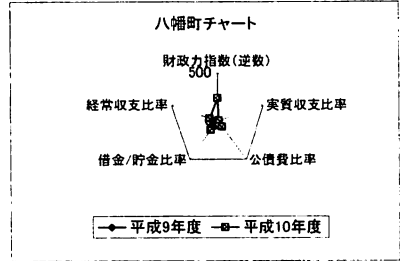 八幡町チャート
財政力指数(逆数)
500
経常収支比率
実質収支比率
借金/貯金比率
公債費比率
平成9年度
平成10年度